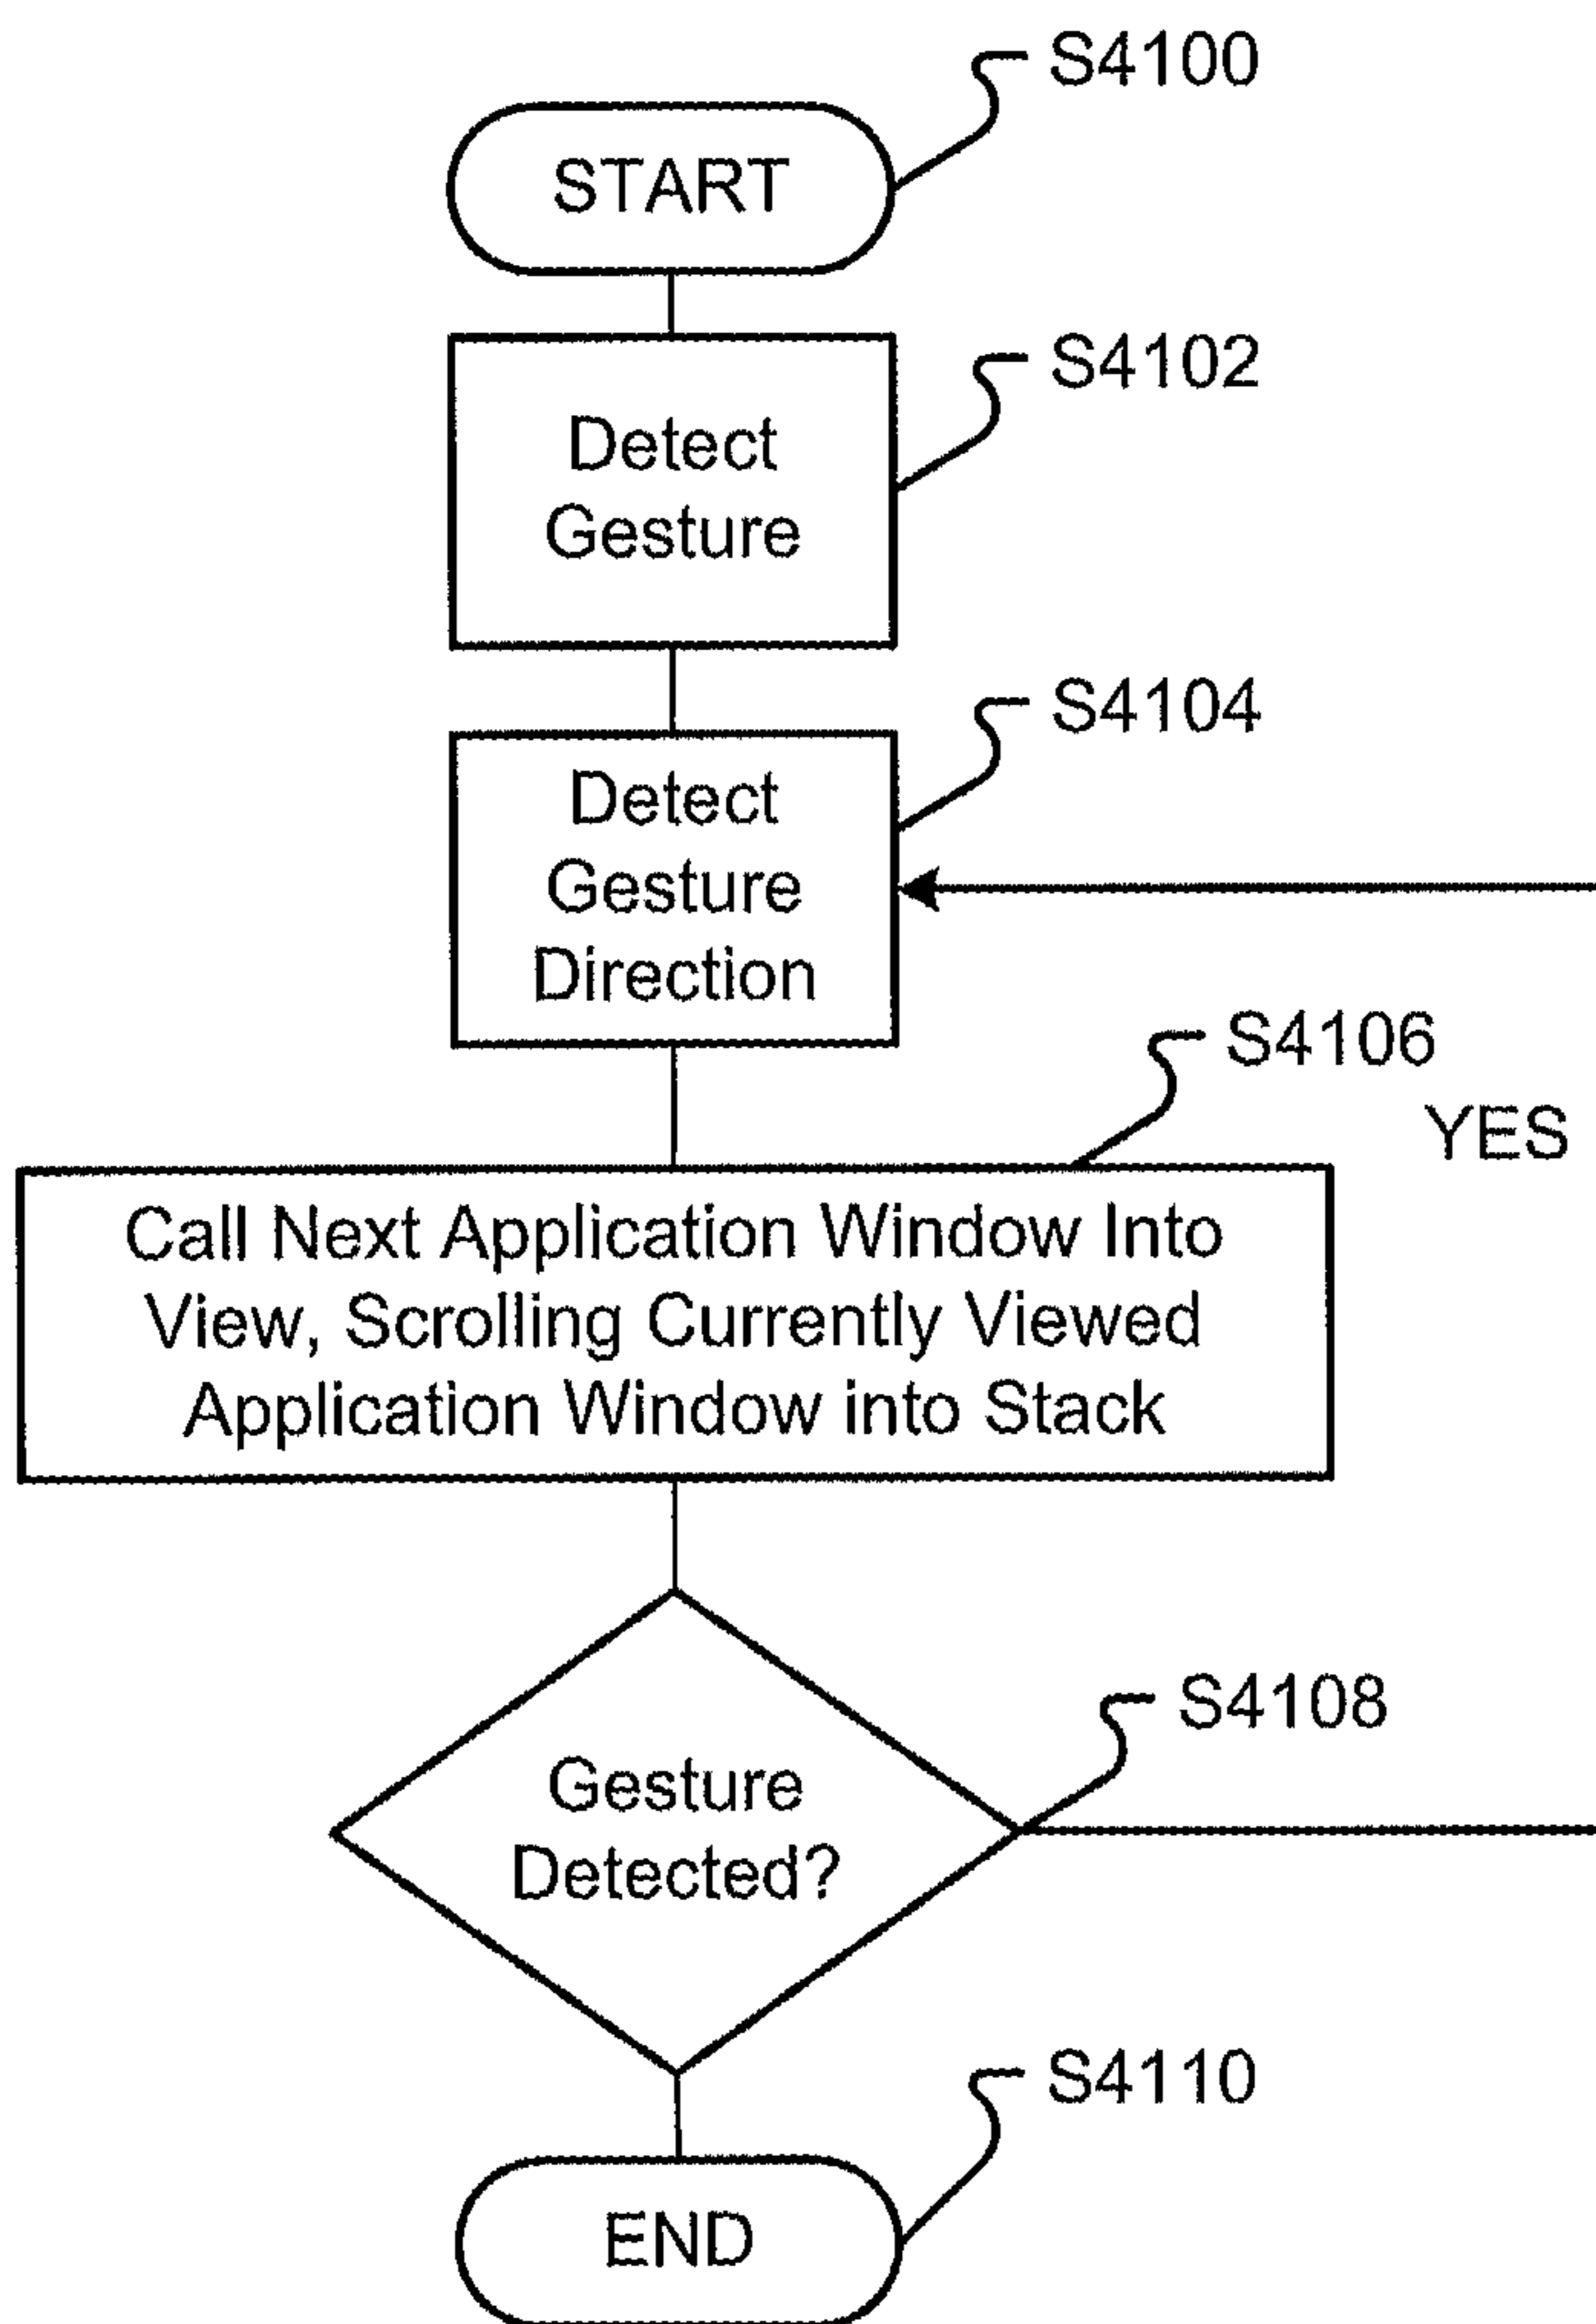 S4100
START
S4102
Detect
Gesture
S4104
Detect
Gesture
Direction
S4106
YES
Call Next Application Window Into
View, Scrolling Currently Viewed
Application Window into Stack
S4108
Gesture
Detected?
S4110
END